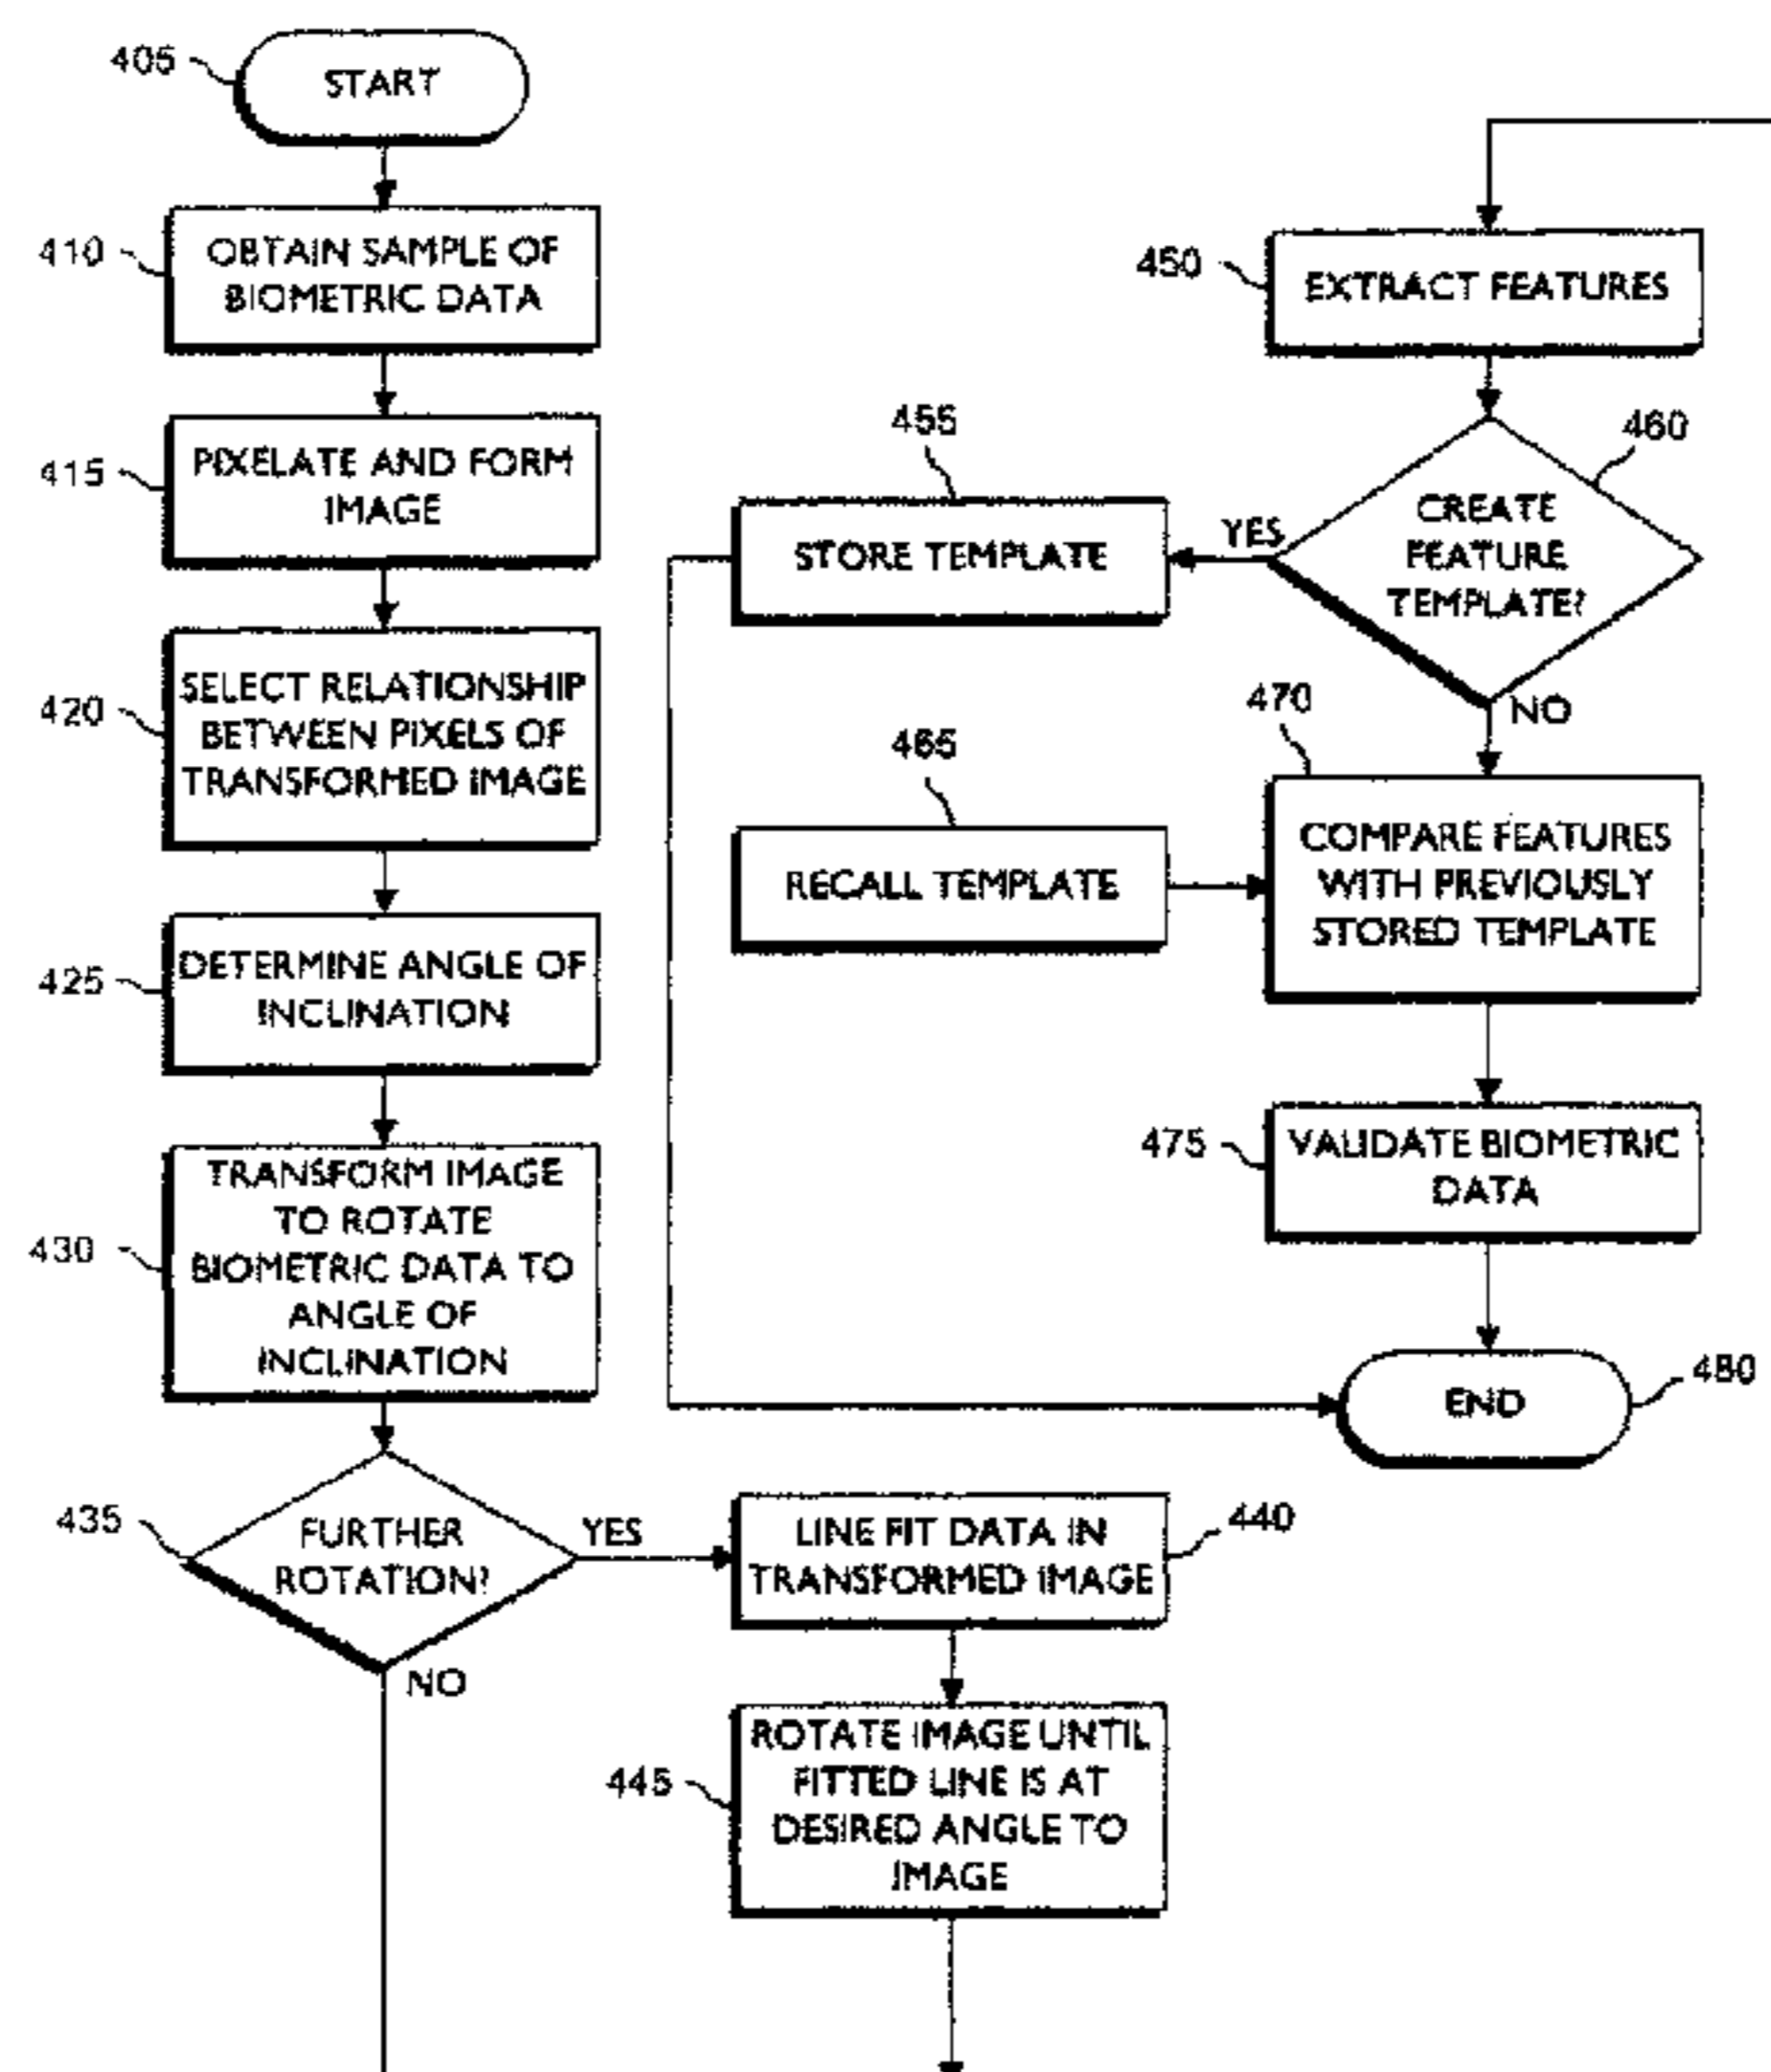 405
START
410
OBTAIN SAMPLE OF
BIOMETRIC DATA
415
PIXELATE AND FORM
IMAGE
420
SELECT RELATIONSHIP
BETWEEN PIXELS OF
TRANSFORMED IMAGE
425
DETERMINE ANGLE OF
INCLINATION
430
TRANSFORM IMAGE
TO ROTATE
BIOMETRIC DATA TO
ANGLE OF
INCLINATION
435
FURTHER
ROTATION?
YES
NO
440
LINE FIT DATA IN
TRANSFORMED IMAGE
445
ROTATE IMAGE UNTIL
FITTED LINE IS AT
DESIRED ANGLE TO
IMAGE
450
EXTRACT FEATURES
460
CREATE
FEATURE
TEMPLATE?
YES
NO
455
STORE TEMPLATE
465
RECALL TEMPLATE
470
COMPARE FEATURES
WITH PREVIOUSLY
STORED TEMPLATE
475
VALIDATE BIOMETRIC
DATA
480
END